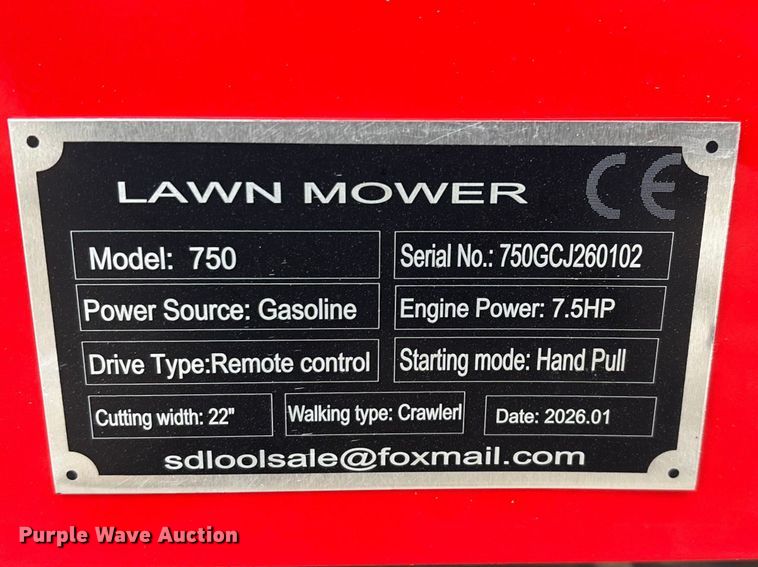 LAWN MOWER CE
Model: 750
Serial No.: 750GCJ260102
Power Source: Gasoline
Engine Power: 7.5HP
Drive Type:Remote control
Starting mode: Hand Pull
Cutting width: 22"
Walking type: Crawlerl
Date: 2026.01
sdloolsale@foxmail.com
Purple Wave Auction